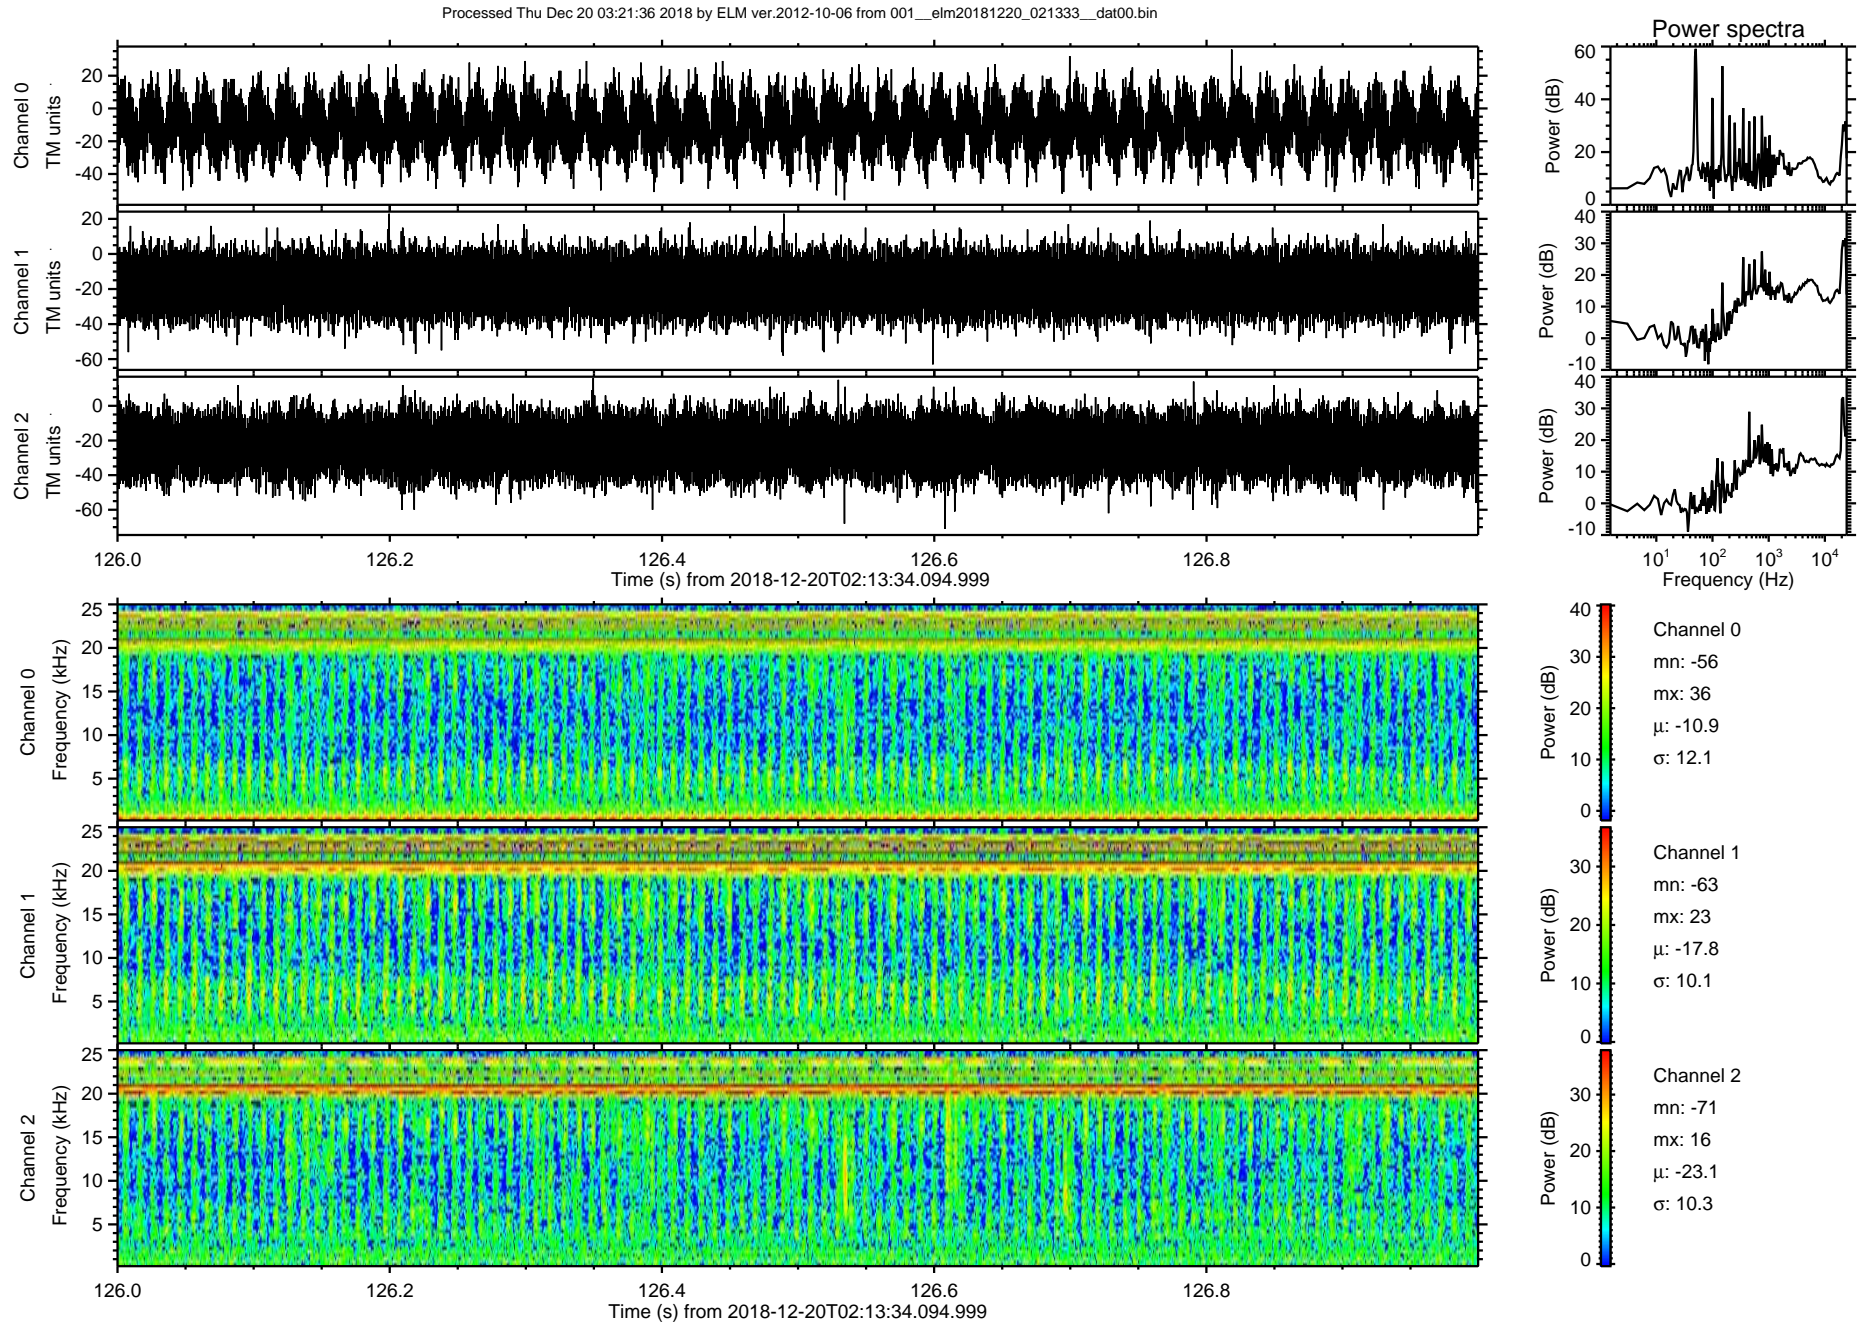 Processed Thu Dec 20 03:21:36 2018 by ELM ver.2012-10-06 from 001__elm20181220_021333__dat00.bin
Power spectra
Channel 0
TM units
20
0
-20
-40
Power (dB)
60
40
20
0
Channel 1
TM units
20
0
-20
-40
-60
Power (dB)
40
30
20
10
0
-10
Channel 2
TM units
0
-20
-40
-60
Power (dB)
40
30
20
10
0
-10
126.0 126.2 126.4 126.6 126.8
Time (s) from 2018-12-20T02:13:34.094.999
10^1 10^2 10^3 10^4
Frequency (Hz)
Channel 0
Frequency (kHz)
25
20
15
10
5
Power (dB)
40
30
20
10
0
Channel 0
mn: -56
mx: 36
µ: -10.9
σ: 12.1
Channel 1
Frequency (kHz)
25
20
15
10
5
Power (dB)
30
20
10
0
Channel 1
mn: -63
mx: 23
µ: -17.8
σ: 10.1
Channel 2
Frequency (kHz)
25
20
15
10
5
Power (dB)
30
20
10
0
Channel 2
mn: -71
mx: 16
µ: -23.1
σ: 10.3
126.0 126.2 126.4 126.6 126.8
Time (s) from 2018-12-20T02:13:34.094.999